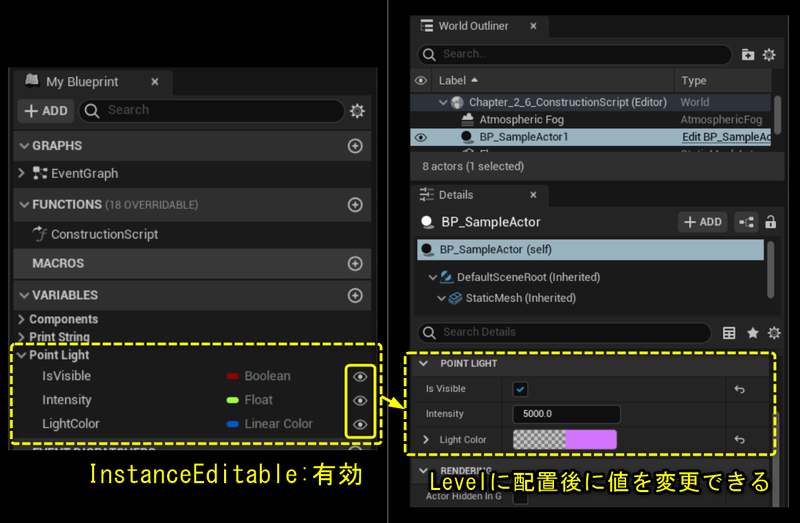 My Blueprint
ADD
Search
GRAPHS
EventGraph
FUNCTIONS (18 OVERRIDABLE)
ConstructionScript
MACROS
VARIABLES
Components
Print String
Point Light
IsVisible Boolean
Intensity Float
LightColor Linear Color
EVENT DISPATCHERS
InstanceEditable:有効
World Outliner
Search...
Label Type
Chapter_2_6_ConstructionScript (Editor) World
Atmospheric Fog AtmosphericFog
BP_SampleActor1 Edit BP_SampleAc
8 actors (1 selected)
Details
BP_SampleActor
ADD
BP_SampleActor (self)
DefaultSceneRoot (Inherited)
StaticMesh (Inherited)
Search Details
POINT LIGHT
Is Visible
Intensity 5000.0
Light Color
RENDERING
Actor Hidden In G
Levelに配置後に値を変更できる